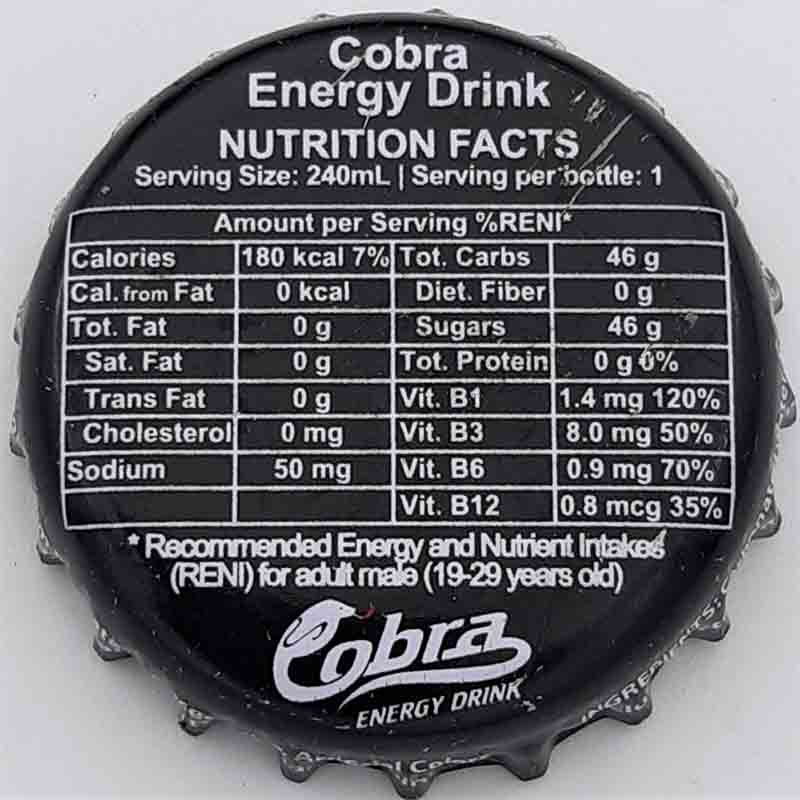 Cobra
Energy Drink
NUTRITION FACTS
Serving Size: 240mL | Serving per bottle: 1
Amount per Serving %RENI*
Calories 180 kcal 7% Tot. Carbs 46 g
Cal. from Fat 0 kcal Diet. Fiber 0 g
Tot. Fat 0 g Sugars 46 g
Sat. Fat 0 g Tot. Protein 0 g 0%
Trans Fat 0 g Vit. B1 1.4 mg 120%
Cholesterol 0 mg Vit. B3 8.0 mg 50%
Sodium 50 mg Vit. B6 0.9 mg 70%
Vit. B12 0.8 mcg 35%
* Recommended Energy and Nutrient Intakes
(RENI) for adult male (19-29 years old)
Cobra
ENERGY DRINK
INGREDIENTS: